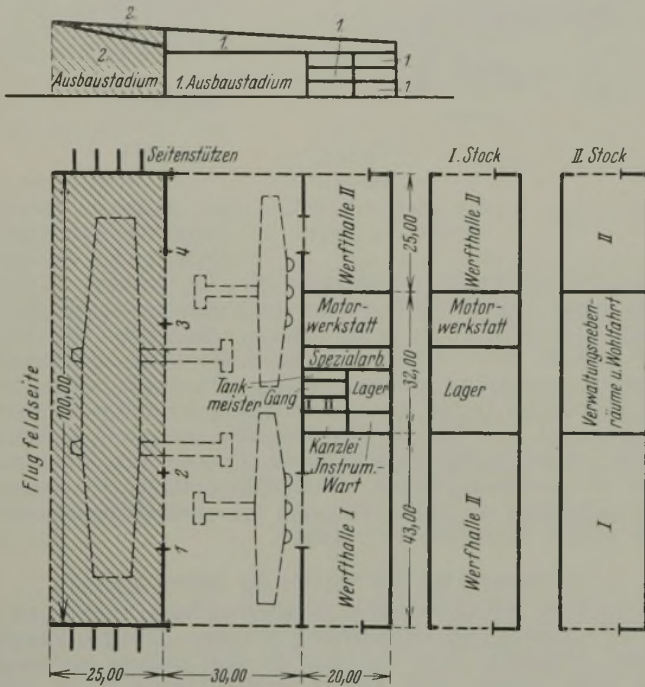 2.
1.
1.
2.
1.
Ausbaustadium
1. Ausbaustadium
1.
1
Seitenstützen
I. Stock
II. Stock
Flugfeldseite
100,00
4
3
2
1
Werfthalle II
Motor-
werkstatt
Spezialarb.
Tank-
meister
Gang
Lager
I II
Kanzlei
Instrum.-
Wart
Werfthalle I
25,00
32,00
43,00
Werfthalle II
Motor-
werkstatt
Lager
Werfhalle II
II
Verwaltungsneben-
räume u. Wohlfahrt
I
25,00
30,00
20,00